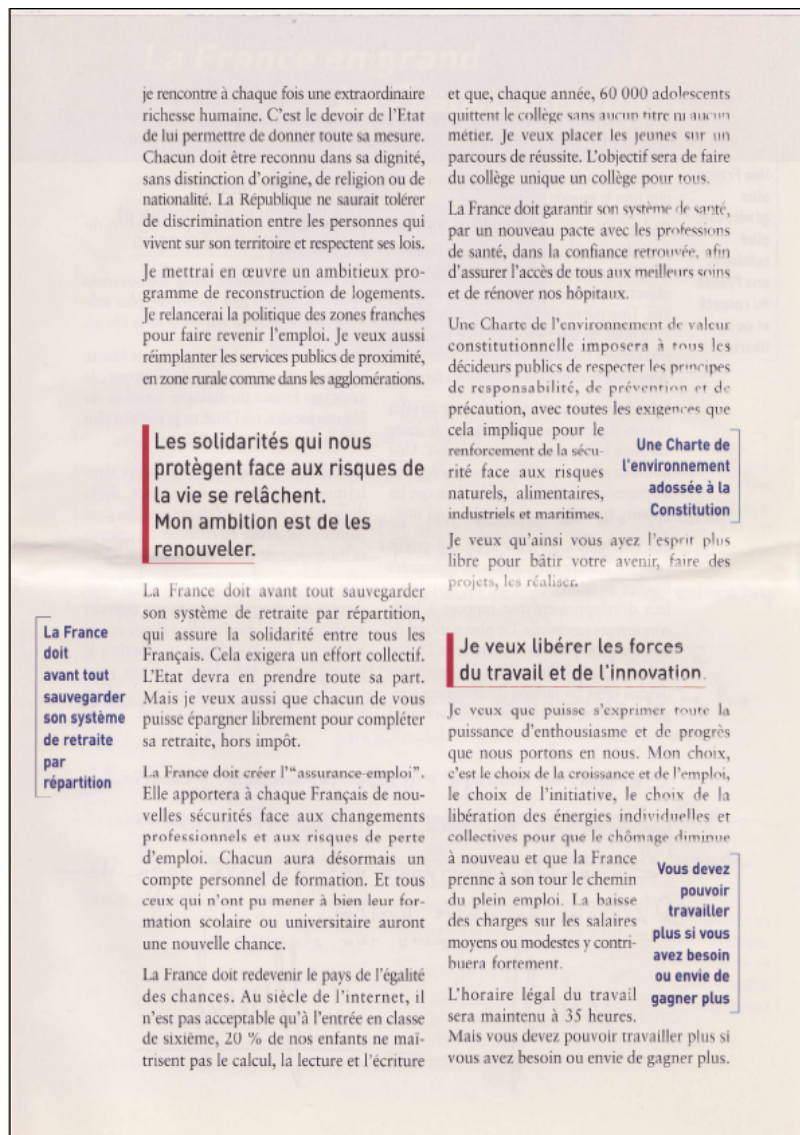 La France en grand
je rencontre à chaque fois une extraordinaire
richesse humaine. C'est le devoir de l'Etat
de lui permettre de donner toute sa mesure.
Chacun doit être reconnu dans sa dignité,
sans distinction d'origine, de religion ou de
nationalité. La République ne saurait tolérer
de discrimination entre les personnes qui
vivent sur son territoire et respectent ses lois.
Je mettrai en œuvre un ambitieux pro-
gramme de reconstruction de logements.
Je relancerai la politique des zones franches
pour faire revenir l'emploi. Je veux aussi
réimplanter les services publics de proximité,
en zone rurale comme dans les agglomérations.
Les solidarités qui nous
protègent face aux risques de
la vie se relâchent.
Mon ambition est de les
renouveler.
La France doit avant tout sauvegarder
son système de retraite par répartition,
qui assure la solidarité entre tous les
Français. Cela exigera un effort collectif.
L'Etat devra en prendre toute sa part.
Mais je veux aussi que chacun de vous
puisse épargner librement pour compléter
sa retraite, hors impôt.
La France
doit
avant tout
sauvegarder
son système
de retraite
par
répartition
La France doit créer l'"assurance-emploi".
Elle apportera à chaque Français de nou-
velles sécurités face aux changements
professionnels et aux risques de perte
d'emploi. Chacun aura désormais un
compte personnel de formation. Et tous
ceux qui n'ont pu mener à bien leur for-
mation scolaire ou universitaire auront
une nouvelle chance.
La France doit redevenir le pays de l'égalité
des chances. Au siècle de l'internet, il
n'est pas acceptable qu'à l'entrée en classe
de sixième, 20 % de nos enfants ne maî-
trisent pas le calcul, la lecture et l'écriture
et que, chaque année, 60 000 adolescents
quittent le collège sans aucun titre ni aucun
métier. Je veux placer les jeunes sur un
parcours de réussite. L'objectif sera de faire
du collège unique un collège pour tous.
La France doit garantir son système de santé,
par un nouveau pacte avec les professions
de santé, dans la confiance retrouvée, afin
d'assurer l'accès de tous aux meilleurs soins
et de rénover nos hôpitaux.
Une Charte de l'environnement de valeur
constitutionnelle imposera à tous les
décideurs publics de respecter les principes
de responsabilité, de prévention et de
précaution, avec toutes les exigences que
cela implique pour le
renforcement de la sécu-
rité face aux risques
naturels, alimentaires,
industriels et maritimes.
Une Charte de
l'environnement
adossée à la
Constitution
Je veux qu'ainsi vous ayez l'esprit plus
libre pour bâtir votre avenir, faire des
projets, les réaliser.
Je veux libérer les forces
du travail et de l'innovation.
Je veux que puisse s'exprimer toute la
puissance d'enthousiasme et de progrès
que nous portons en nous. Mon choix,
c'est le choix de la croissance et de l'emploi,
le choix de l'initiative, le choix de la
libération des énergies individuelles et
collectives pour que le chômage diminue
à nouveau et que la France
prenne à son tour le chemin
du plein emploi. La baisse
des charges sur les salaires
moyens ou modestes y contri-
buera fortement.
Vous devez
pouvoir
travailler
plus si vous
avez besoin
ou envie de
gagner plus
L'horaire légal du travail
sera maintenu à 35 heures.
Mais vous devez pouvoir travailler plus si
vous avez besoin ou envie de gagner plus.